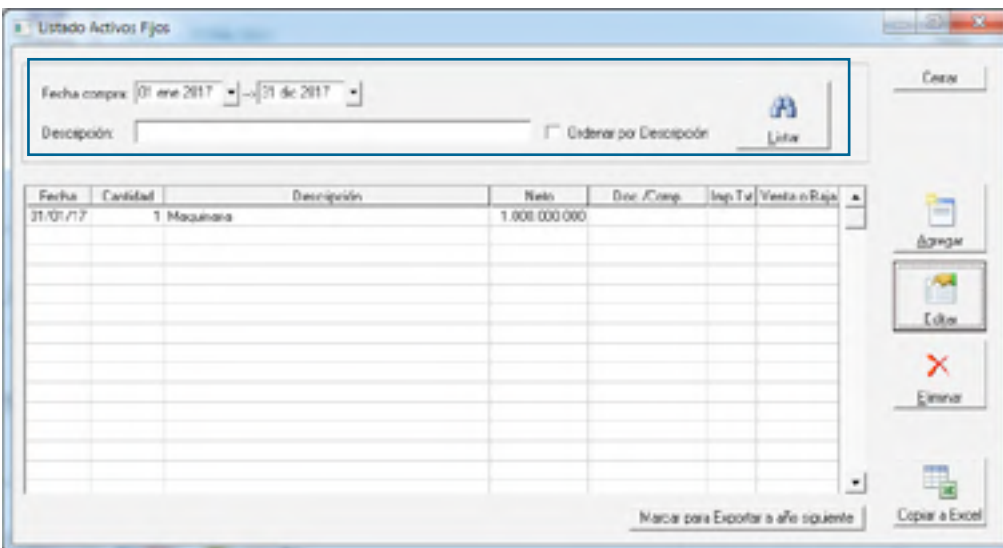 Listado Activos Fijos
Cerrar
Fecha compra: 01 ene 2017 --> 31 dic 2017
Descripción:
Ordenar por Descripción
Listar
Fecha Cantidad Descripción Neto Doc./Comp. Imp.Tot Venta o Baja
31/01/17 1 Maquinaria 1.000.000.000
Agregar
Editar
Eliminar
Marcar para Exportar a año siguiente
Copiar a Excel